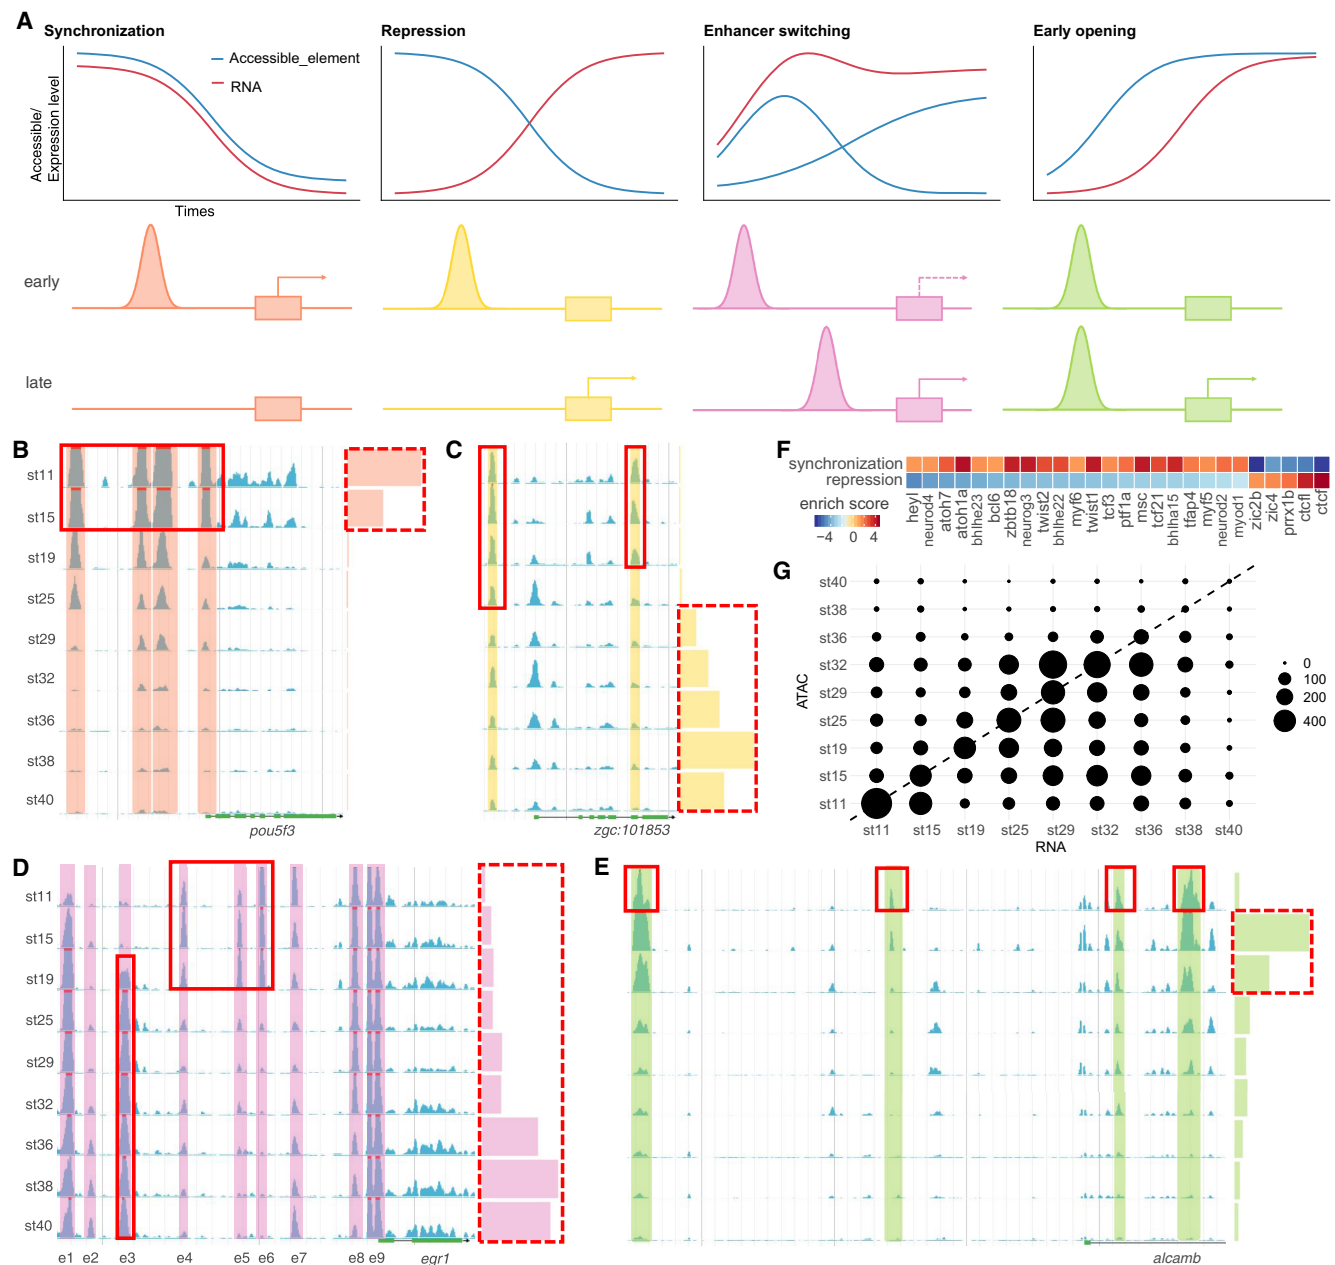 A
Synchronization
Repression
Enhancer switching
Early opening
Accessible/
Expression level
Accessible_element
RNA
Times
early
late
B
st11
st15
st19
st25
st29
st32
st36
st38
st40
pou5f3
C
zgc:101853
F
synchronization
repression
enrich score
−4 0 4
heyl
neurod4
atoh7
atoh1a
bhlhe23
bcl6
zbtb18
neurog3
twist2
bhlhe22
myf6
twist1
tcf3
ptf1a
msc
tcf21
bhlha15
tfap4
myf5
neurod2
myod1
zic2b
zic4
prrx1b
ctcfl
ctcf
G
ATAC
st40
st38
st36
st32
st29
st25
st19
st15
st11
st11 st15 st19 st25 st29 st32 st36 st38 st40
RNA
0
100
200
400
D
st11
st15
st19
st25
st29
st32
st36
st38
st40
e1 e2 e3 e4 e5 e6 e7 e8 e9 egr1
E
alcamb